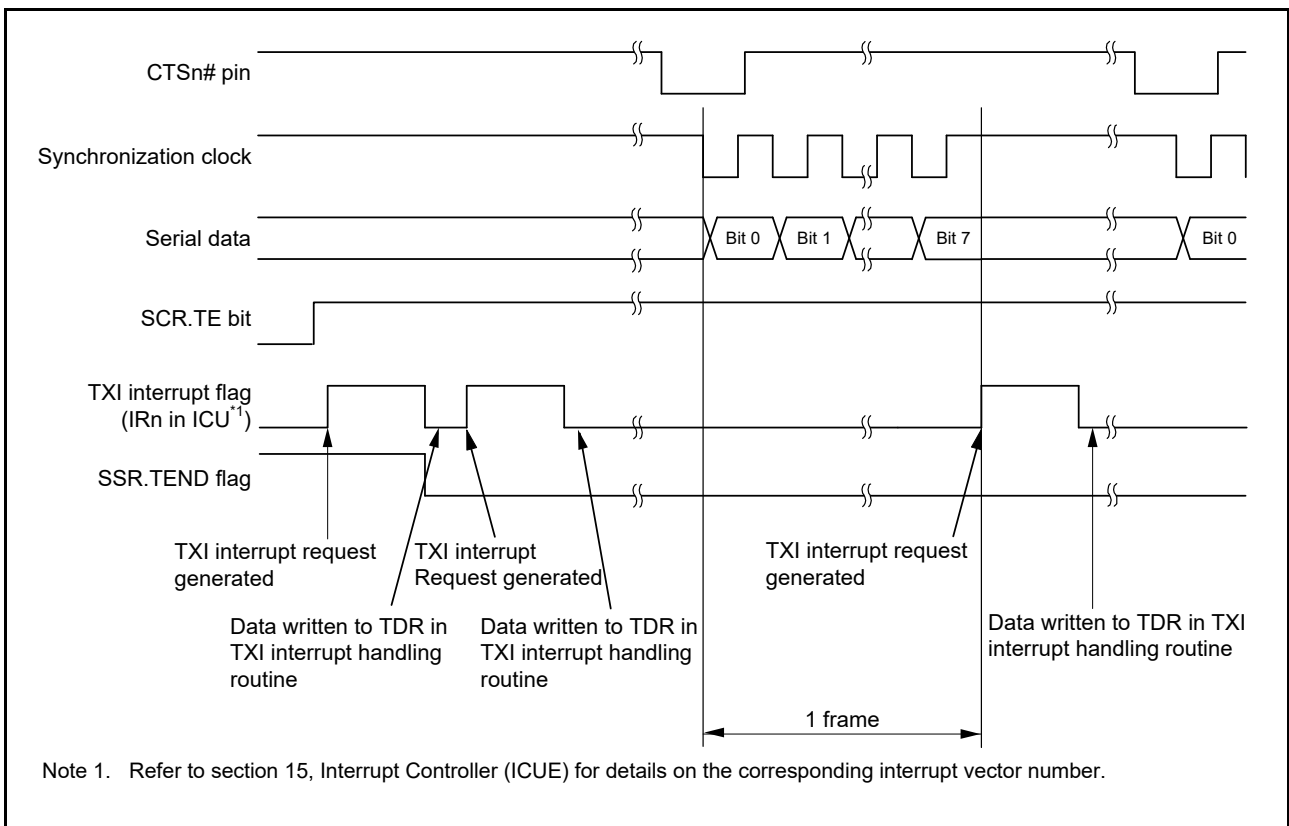 CTSn# pin
Synchronization clock
Serial data
Bit 0
Bit 1
Bit 7
Bit 0
SCR.TE bit
TXI interrupt flag
(IRn in ICU*1)
SSR.TEND flag
TXI interrupt request
generated
TXI interrupt
Request generated
TXI interrupt request
generated
Data written to TDR in
TXI interrupt handling
routine
Data written to TDR in
TXI interrupt handling
routine
Data written to TDR in TXI
interrupt handling routine
1 frame
Note 1. Refer to section 15, Interrupt Controller (ICUE) for details on the corresponding interrupt vector number.